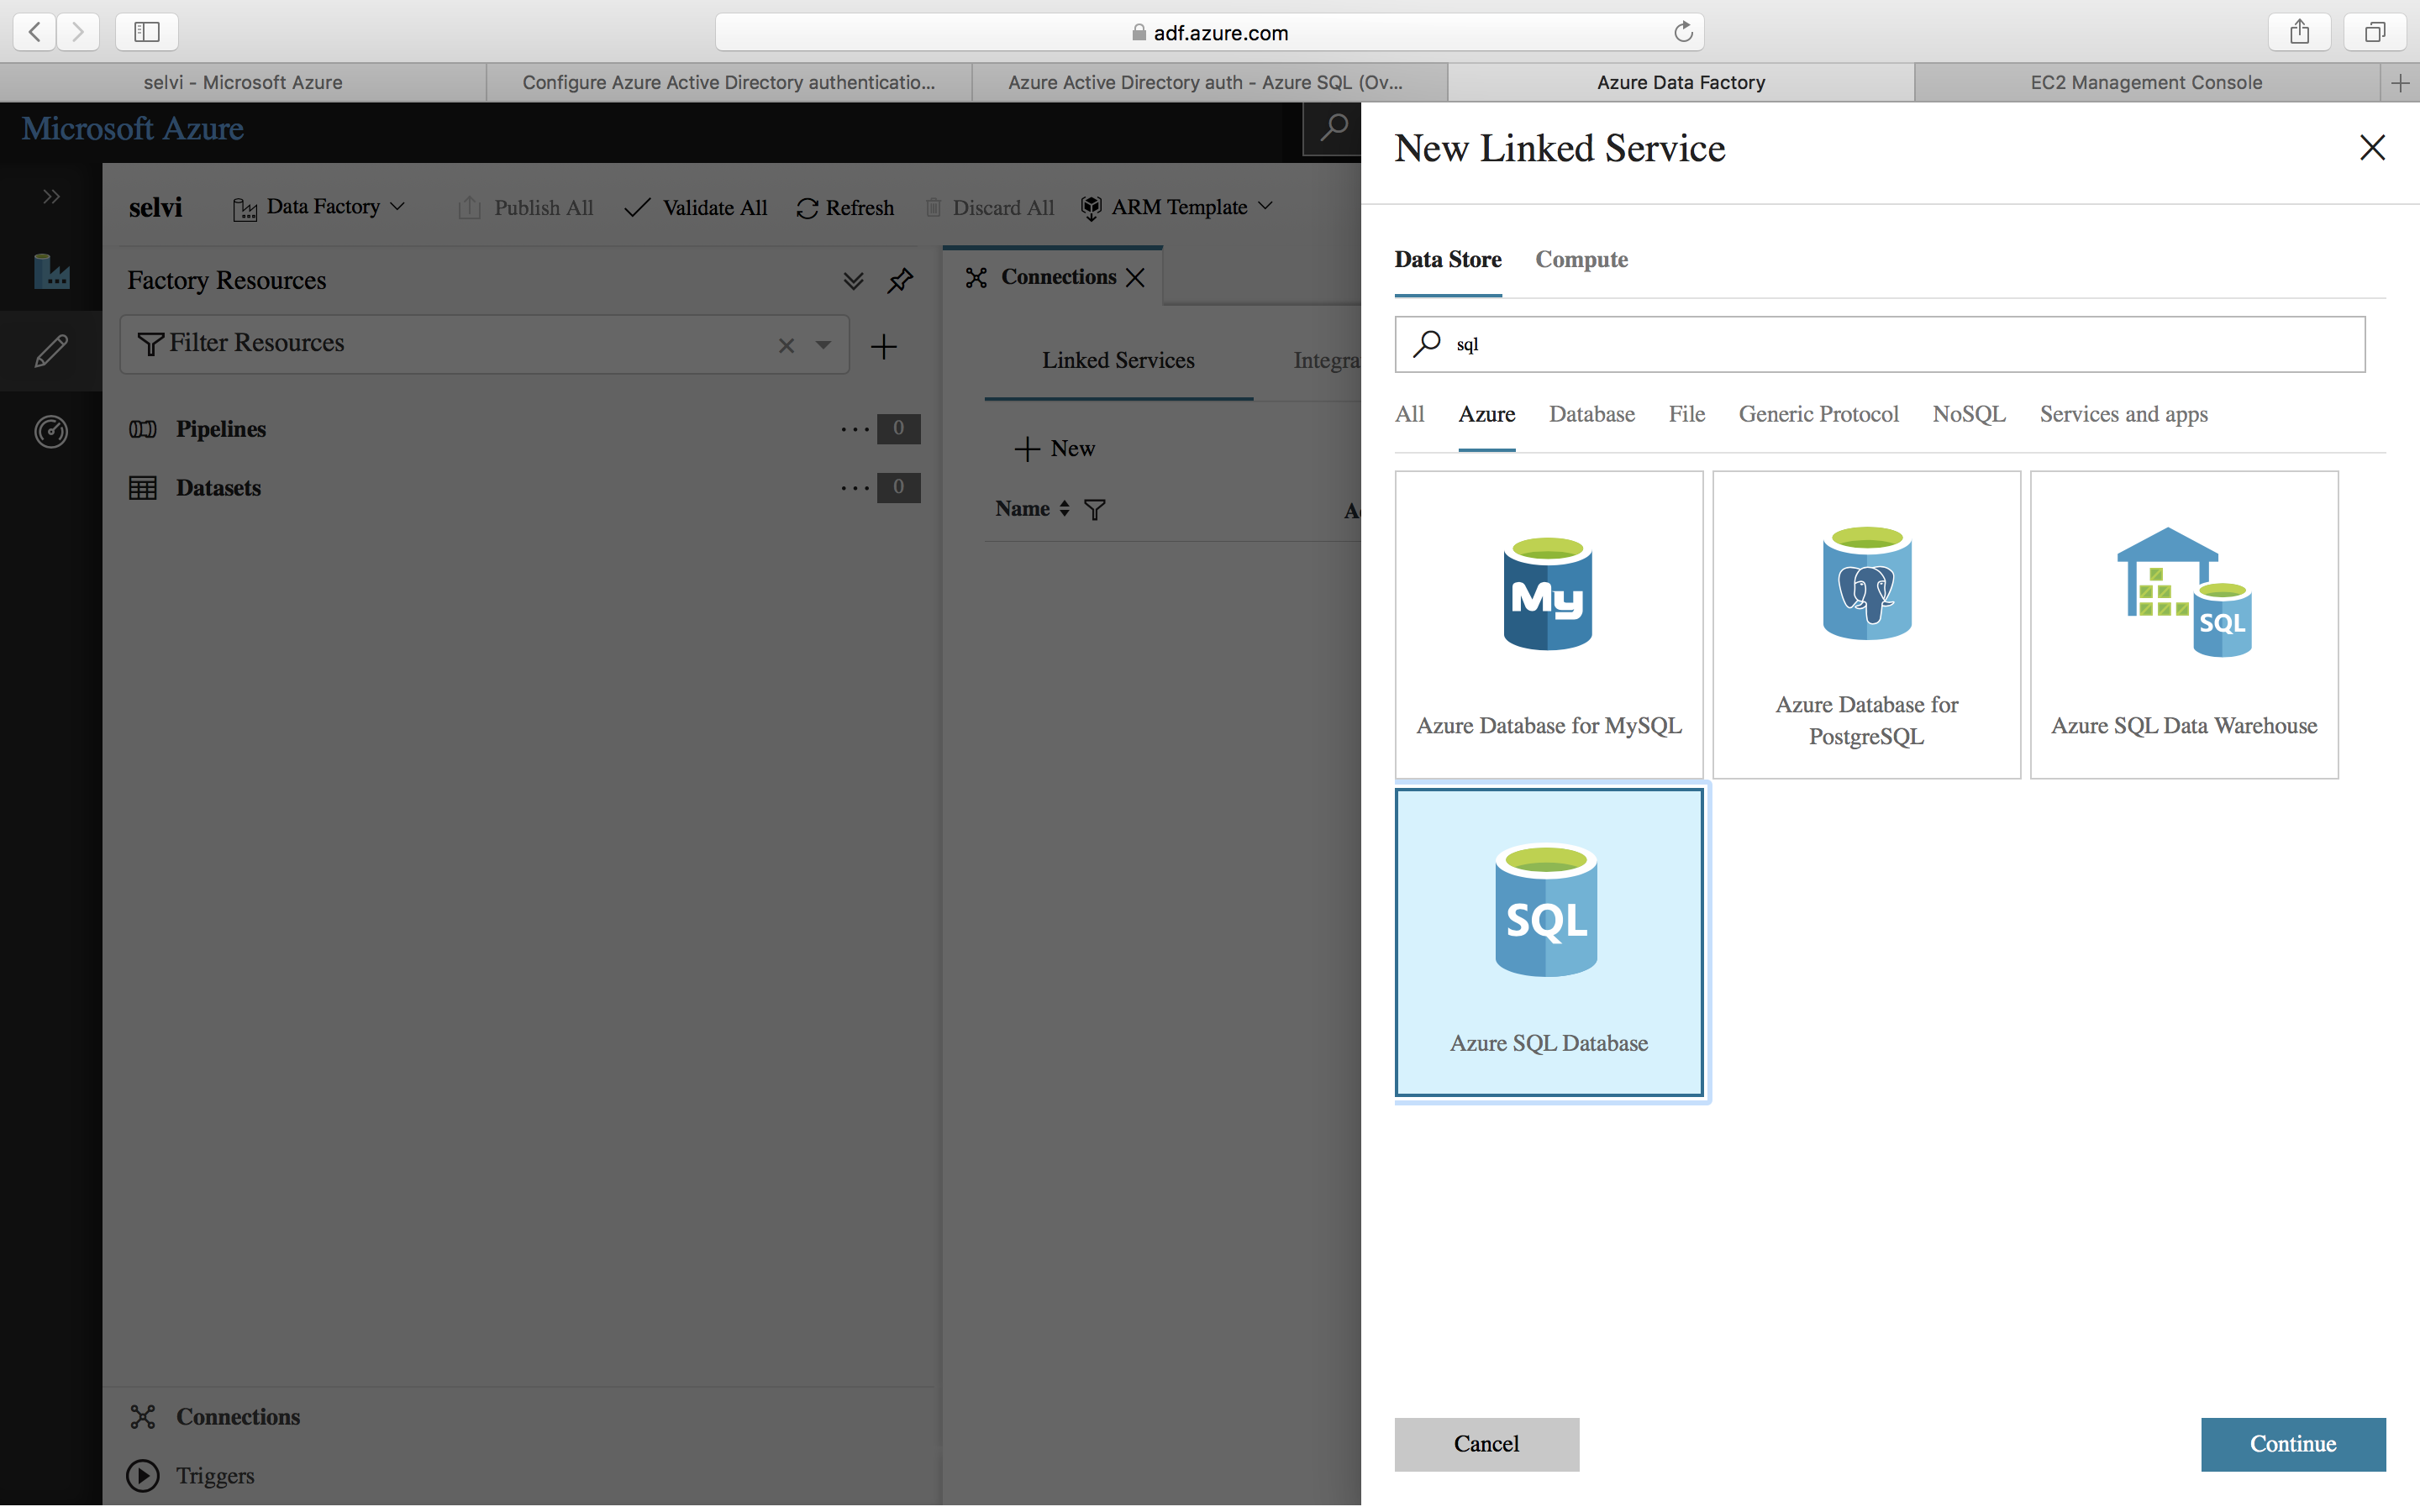 adf.azure.com
selvi - Microsoft Azure
Configure Azure Active Directory authenticatio...
Azure Active Directory auth - Azure SQL (Ov...
Azure Data Factory
EC2 Management Console
Microsoft Azure
selvi
Data Factory
Publish All
Validate All
Refresh
Discard All
ARM Template
Factory Resources
Filter Resources
Pipelines
0
Datasets
0
Connections
Triggers
Connections
Linked Services
Integra
New
Name
A
New Linked Service
Data Store
Compute
sql
All
Azure
Database
File
Generic Protocol
NoSQL
Services and apps
My
Azure Database for MySQL
Azure Database for
PostgreSQL
SQL
Azure SQL Data Warehouse
SQL
Azure SQL Database
Cancel
Continue